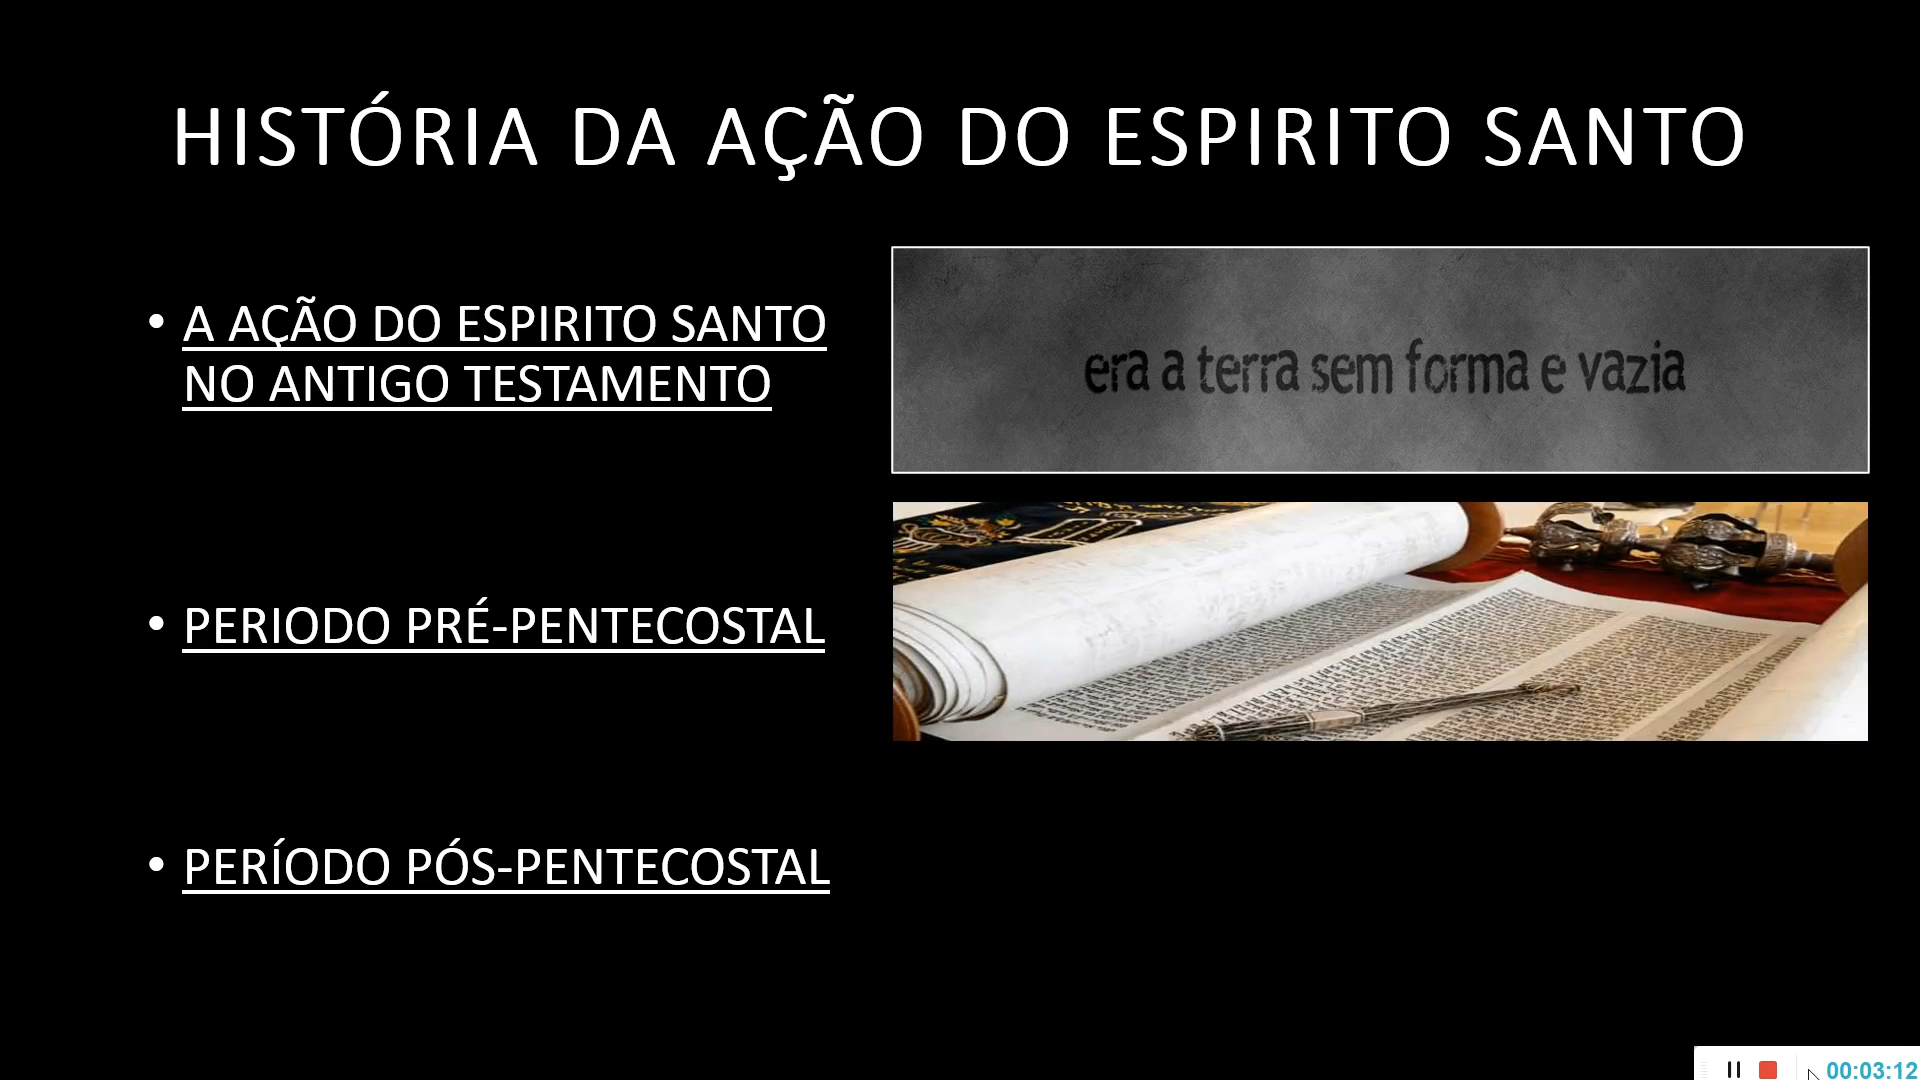 HISTÓRIA DA AÇÃO DO ESPIRITO SANTO
• A AÇÃO DO ESPIRITO SANTO
NO ANTIGO TESTAMENTO
era a terra sem forma e vazia
• PERIODO PRÉ-PENTECOSTAL
• PERÍODO PÓS-PENTECOSTAL
00:03:12